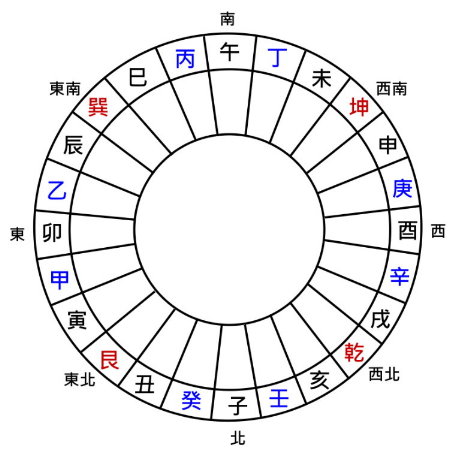 南
午
丁
未
西南
坤
申
庚
酉
西
辛
戌
乾
西北
亥
壬
子
北
癸
丑
艮
東北
寅
甲
卯
東
乙
辰
巽
東南
巳
丙